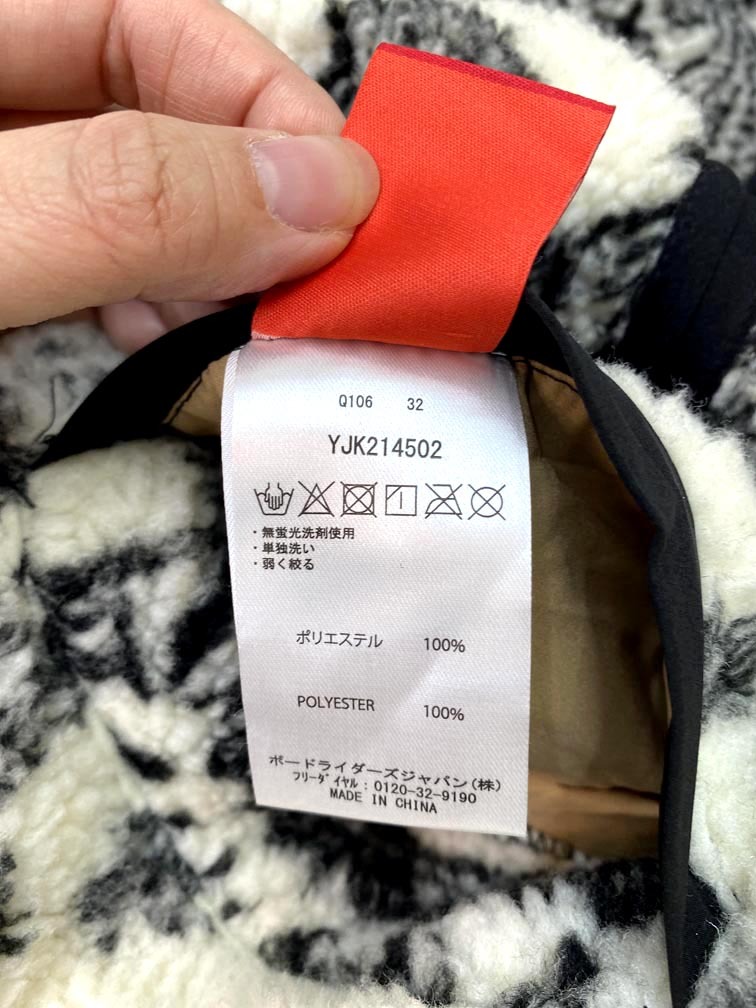 Q106 32
YJK214502
・無蛍光洗剤使用
・単独洗い
・弱く絞る
ポリエステル 100%
POLYESTER 100%
ボードライダーズジャパン(株)
フリーダイヤル:0120-32-9190
MADE IN CHINA